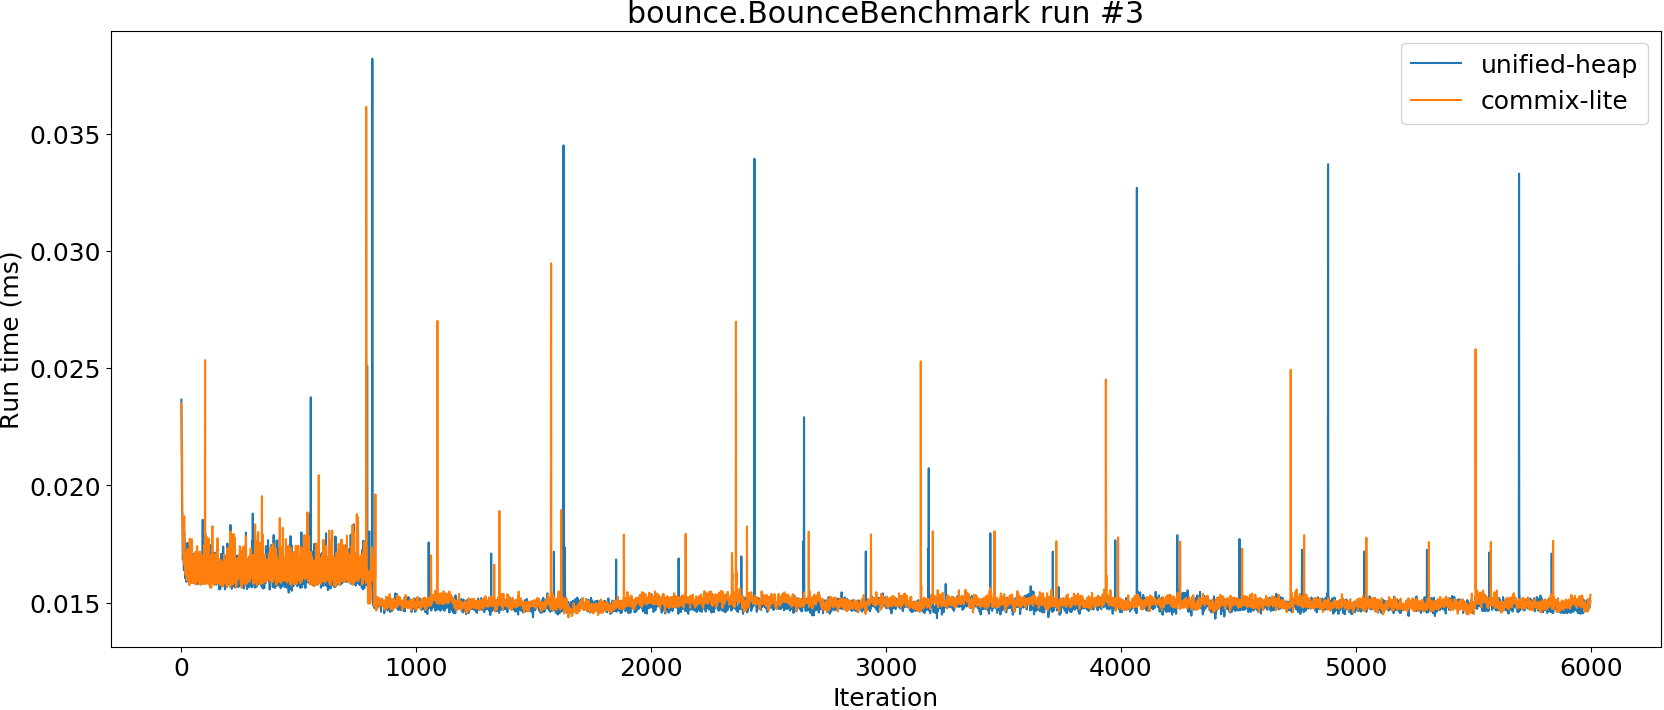 bounce.BounceBenchmark run #3
unified-heap
commix-lite
Run time (ms)
0.035
0.030
0.025
0.020
0.015
0 1000 2000 3000 4000 5000 6000
Iteration